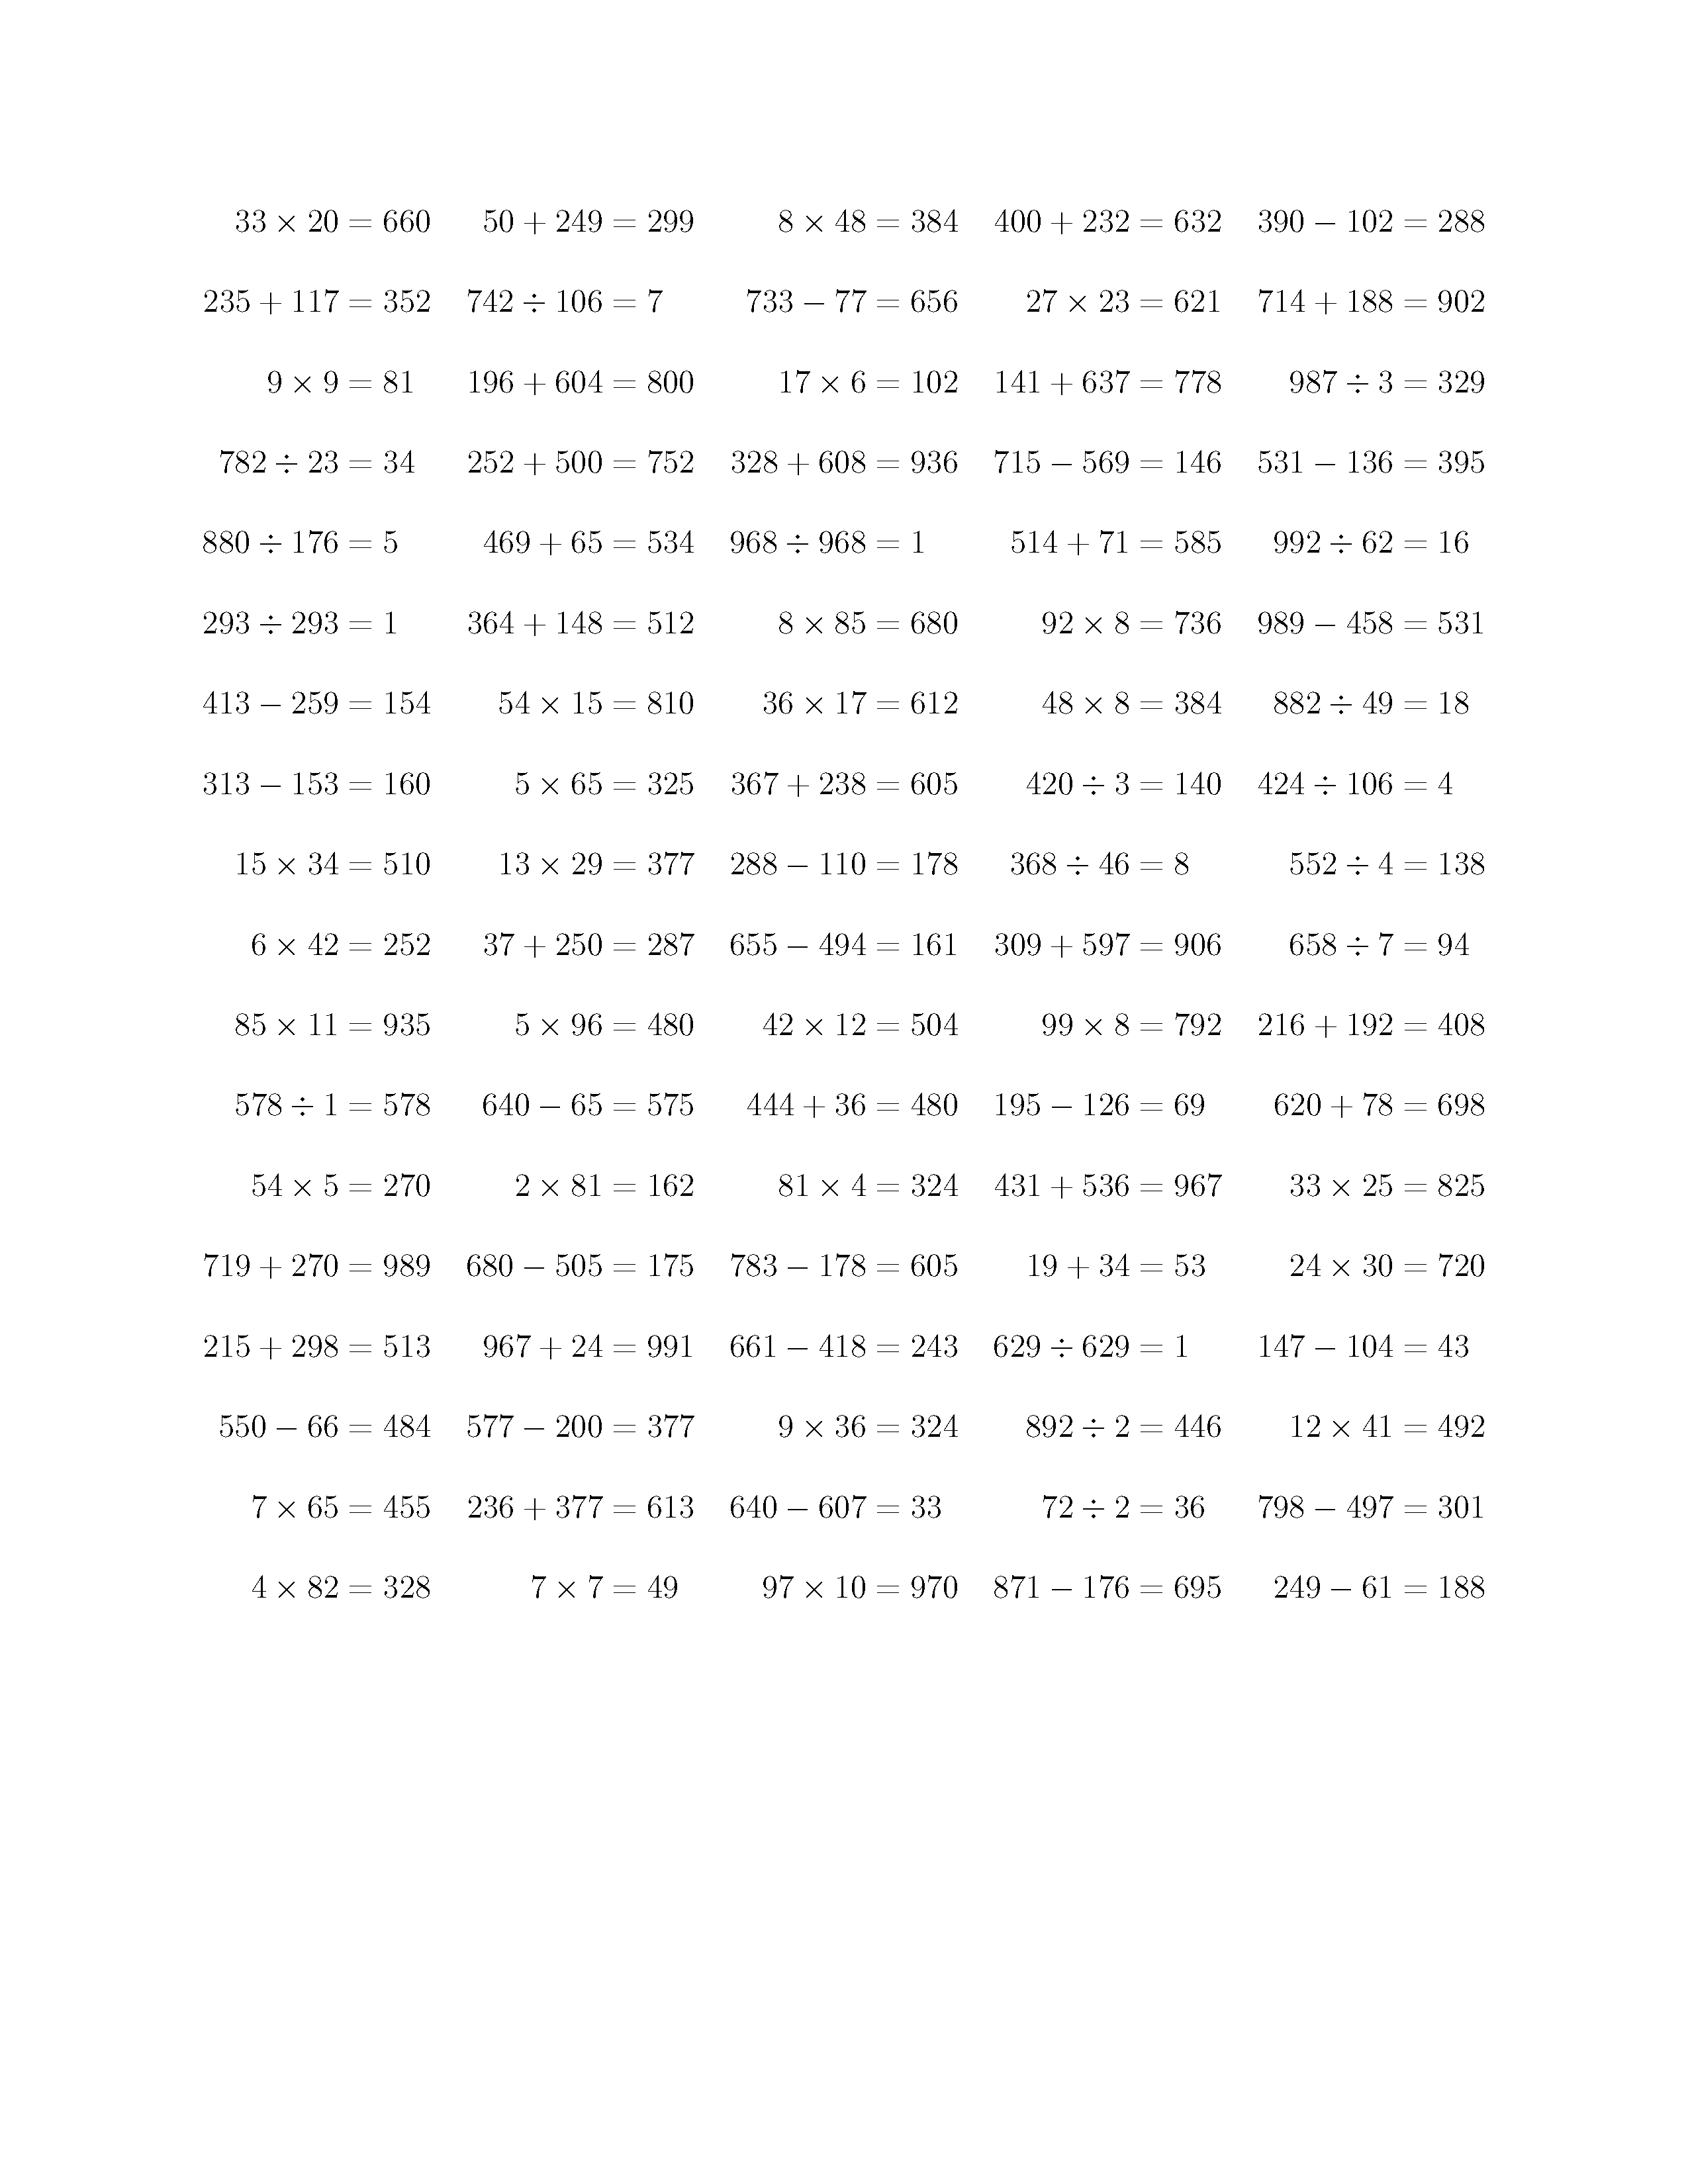 33 × 20 = 660 50 + 249 = 299 8 × 48 = 384 400 + 232 = 632 390 − 102 = 288
235 + 117 = 352 742 ÷ 106 = 7 733 − 77 = 656 27 × 23 = 621 714 + 188 = 902
9 × 9 = 81 196 + 604 = 800 17 × 6 = 102 141 + 637 = 778 987 ÷ 3 = 329
782 ÷ 23 = 34 252 + 500 = 752 328 + 608 = 936 715 − 569 = 146 531 − 136 = 395
880 ÷ 176 = 5 469 + 65 = 534 968 ÷ 968 = 1 514 + 71 = 585 992 ÷ 62 = 16
293 ÷ 293 = 1 364 + 148 = 512 8 × 85 = 680 92 × 8 = 736 989 − 458 = 531
413 − 259 = 154 54 × 15 = 810 36 × 17 = 612 48 × 8 = 384 882 ÷ 49 = 18
313 − 153 = 160 5 × 65 = 325 367 + 238 = 605 420 ÷ 3 = 140 424 ÷ 106 = 4
15 × 34 = 510 13 × 29 = 377 288 − 110 = 178 368 ÷ 46 = 8 552 ÷ 4 = 138
6 × 42 = 252 37 + 250 = 287 655 − 494 = 161 309 + 597 = 906 658 ÷ 7 = 94
85 × 11 = 935 5 × 96 = 480 42 × 12 = 504 99 × 8 = 792 216 + 192 = 408
578 ÷ 1 = 578 640 − 65 = 575 444 + 36 = 480 195 − 126 = 69 620 + 78 = 698
54 × 5 = 270 2 × 81 = 162 81 × 4 = 324 431 + 536 = 967 33 × 25 = 825
719 + 270 = 989 680 − 505 = 175 783 − 178 = 605 19 + 34 = 53 24 × 30 = 720
215 + 298 = 513 967 + 24 = 991 661 − 418 = 243 629 ÷ 629 = 1 147 − 104 = 43
550 − 66 = 484 577 − 200 = 377 9 × 36 = 324 892 ÷ 2 = 446 12 × 41 = 492
7 × 65 = 455 236 + 377 = 613 640 − 607 = 33 72 ÷ 2 = 36 798 − 497 = 301
4 × 82 = 328 7 × 7 = 49 97 × 10 = 970 871 − 176 = 695 249 − 61 = 188